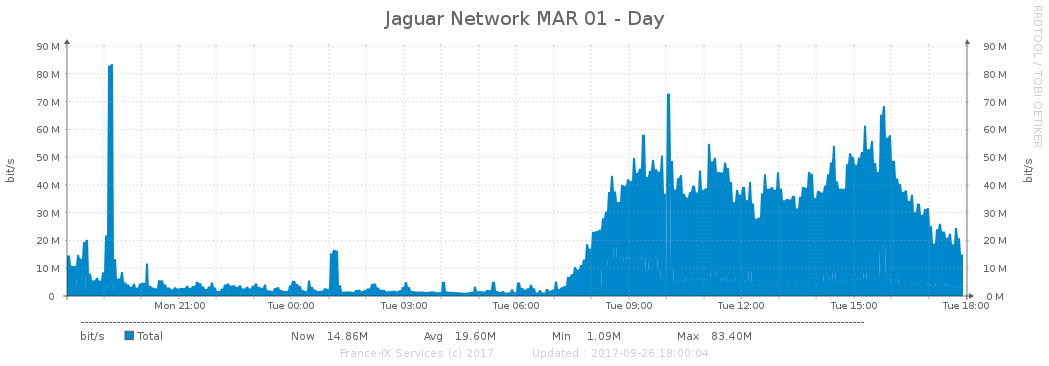 Jaguar Network MAR 01 - Day
RRDTOOL / TOBI OETIKER
90 M 90 M
80 M 80 M
70 M 70 M
60 M 60 M
50 M 50 M
40 M 40 M
30 M 30 M
20 M 20 M
10 M 10 M
0 0 M
bit/s bit/s
Mon 21:00 Tue 00:00 Tue 03:00 Tue 06:00 Tue 09:00 Tue 12:00 Tue 15:00 Tue 18:00
bit/s Total Now 14.86M Avg 19.60M Min 1.09M Max 83.40M
France-IX Services (c) 2017 Updated : 2017-09-26 18:00:04